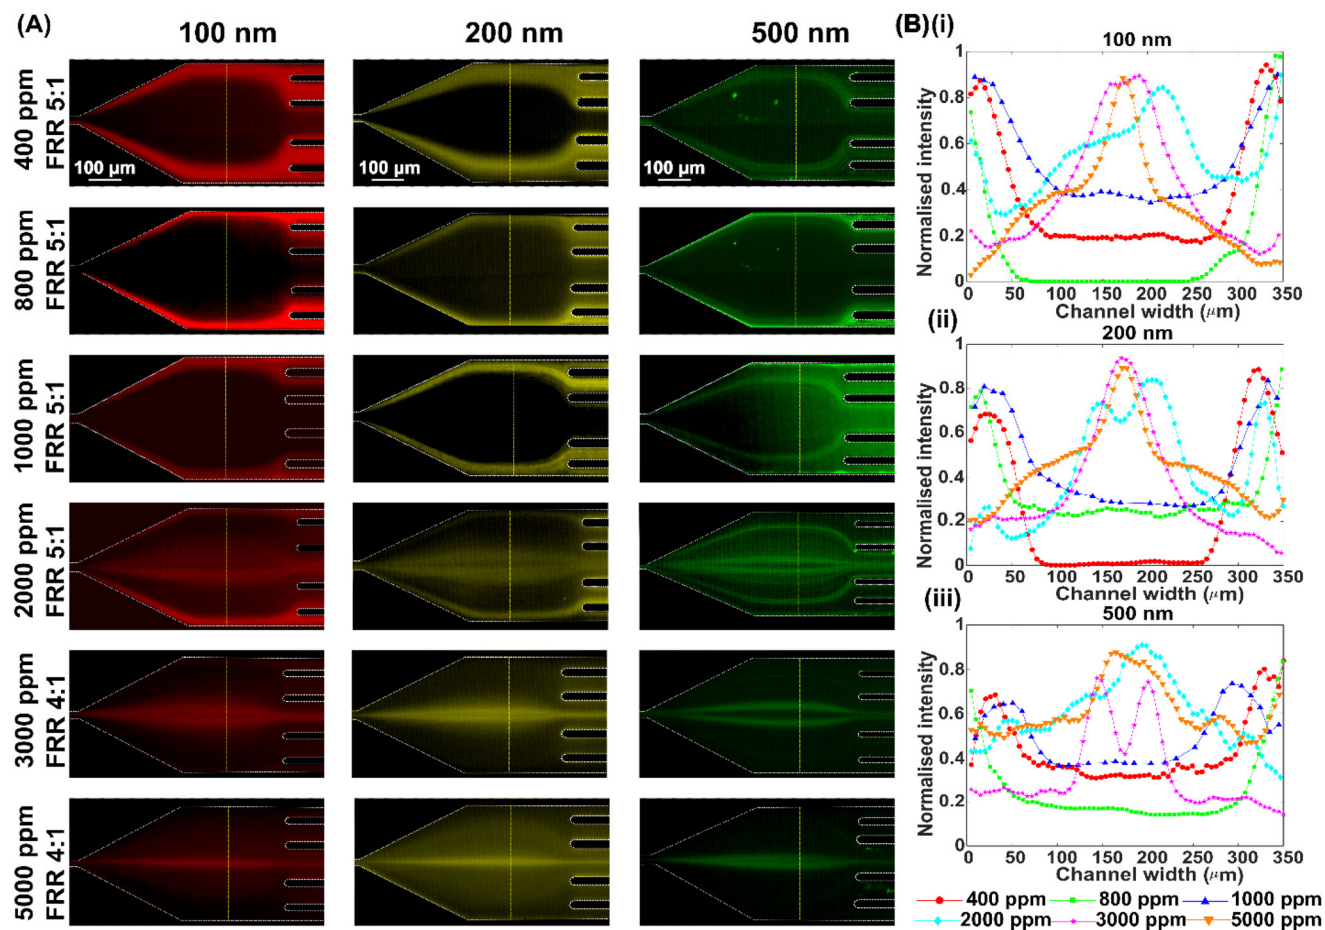 (A)
100 nm
200 nm
500 nm
400 ppm
FRR 5:1
100 µm
100 µm
100 µm
800 ppm
FRR 5:1
1000 ppm
FRR 5:1
2000 ppm
FRR 5:1
3000 ppm
FRR 4:1
5000 ppm
FRR 4:1
(B)(i)
100 nm
Normalised intensity
1
0.8
0.6
0.4
0.2
0
0 50 100 150 200 250 300 350
Channel width (µm)
(ii)
200 nm
Normalised intensity
1
0.8
0.6
0.4
0.2
0
0 50 100 150 200 250 300 350
Channel width (µm)
(iii)
500 nm
Normalised intensity
1
0.8
0.6
0.4
0.2
0
0 50 100 150 200 250 300 350
Channel width (µm)
400 ppm 800 ppm 1000 ppm
2000 ppm 3000 ppm 5000 ppm